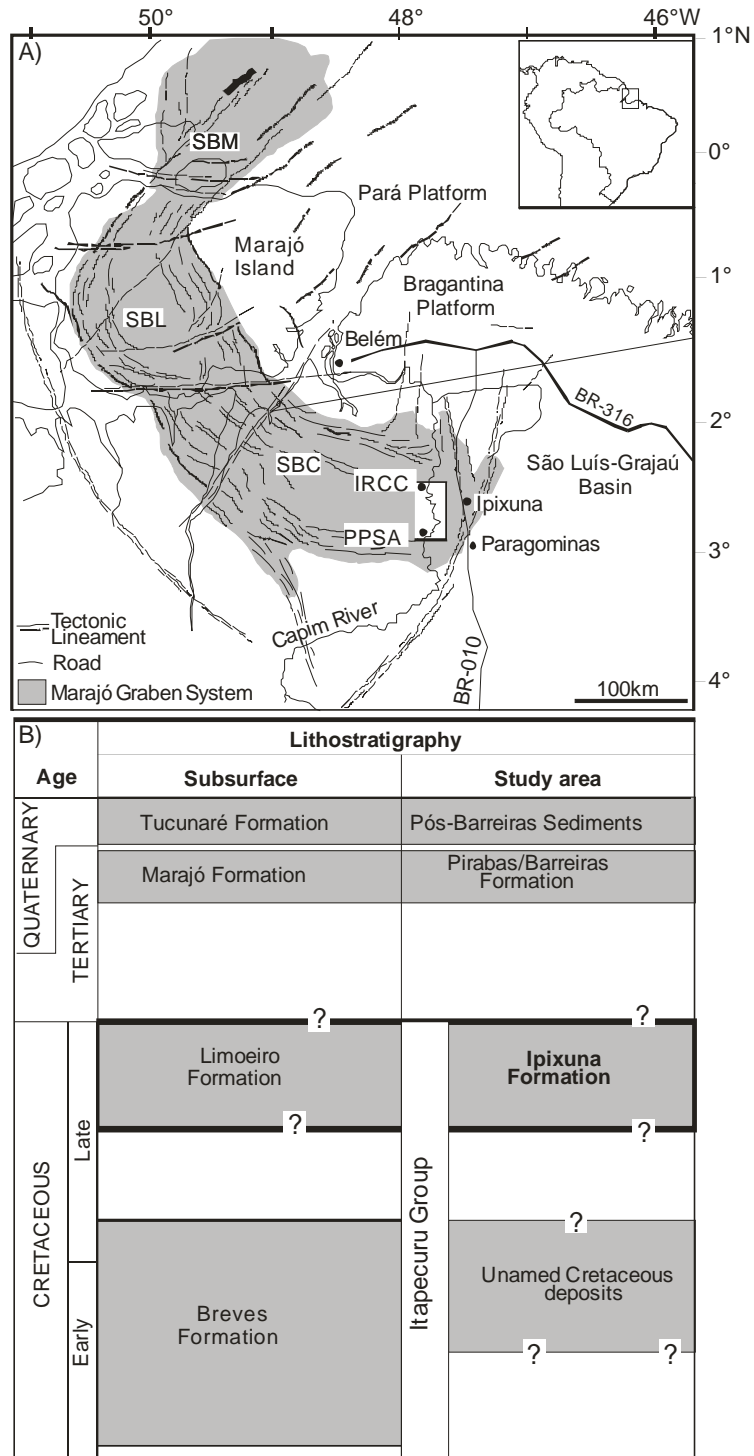 50°
48°
46°W
A)
1°N
SBM
0°
Pará Platform
Marajó
Island
1°
Bragantina
Platform
SBL
Belém
BR-316
2°
SBC
São Luís-Grajaú
Basin
IRCC
Ipixuna
PPSA
Paragominas
3°
Capim River
Tectonic
Lineament
Road
BR-010
Marajó Graben System
100km
4°
B)
Lithostratigraphy
Age
Subsurface
Study area
QUATERNARY
Tucunaré Formation
Pós-Barreiras Sediments
TERTIARY
Marajó Formation
Pirabas/Barreiras
Formation
?
?
CRETACEOUS
Late
Limoeiro
Formation
Ipixuna
Formation
?
?
Itapecuru Group
?
Early
Breves
Formation
Unamed Cretaceous
deposits
?
?